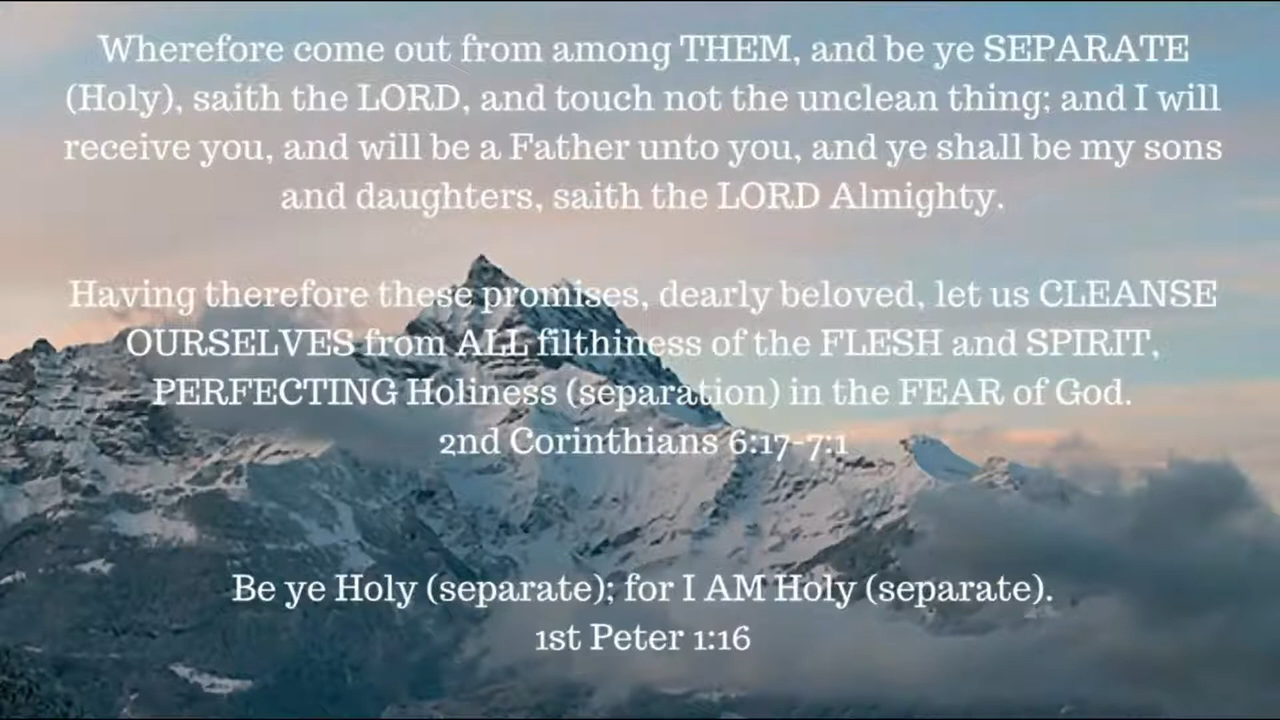 Wherefore come out from among THEM, and be ye SEPARATE
(Holy), saith the LORD, and touch not the unclean thing; and I will
receive you, and will be a Father unto you, and ye shall be my sons
and daughters, saith the LORD Almighty.
Having therefore these promises, dearly beloved, let us CLEANSE
OURSELVES from ALL filthiness of the FLESH and SPIRIT,
PERFECTING Holiness (separation) in the FEAR of God.
2nd Corinthians 6:17-7:1
Be ye Holy (separate); for I AM Holy (separate).
1st Peter 1:16